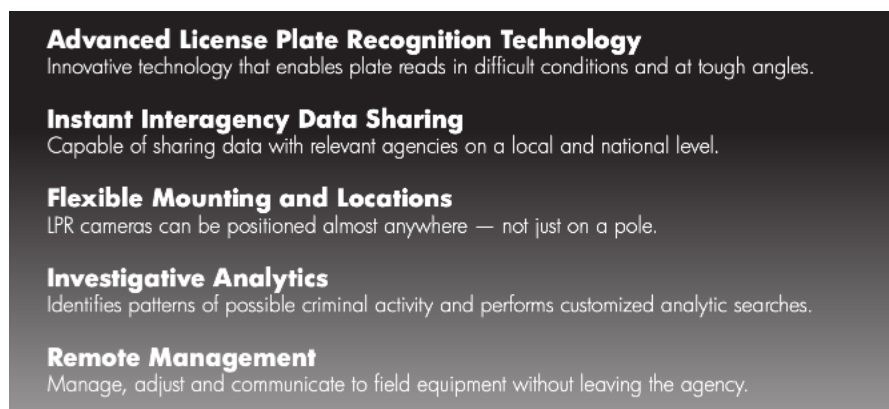 Advanced License Plate Recognition Technology
Innovative technology that enables plate reads in difficult conditions and at tough angles.
Instant Interagency Data Sharing
Capable of sharing data with relevant agencies on a local and national level.
Flexible Mounting and Locations
LPR cameras can be positioned almost anywhere — not just on a pole.
Investigative Analytics
Identifies patterns of possible criminal activity and performs customized analytic searches.
Remote Management
Manage, adjust and communicate to field equipment without leaving the agency.